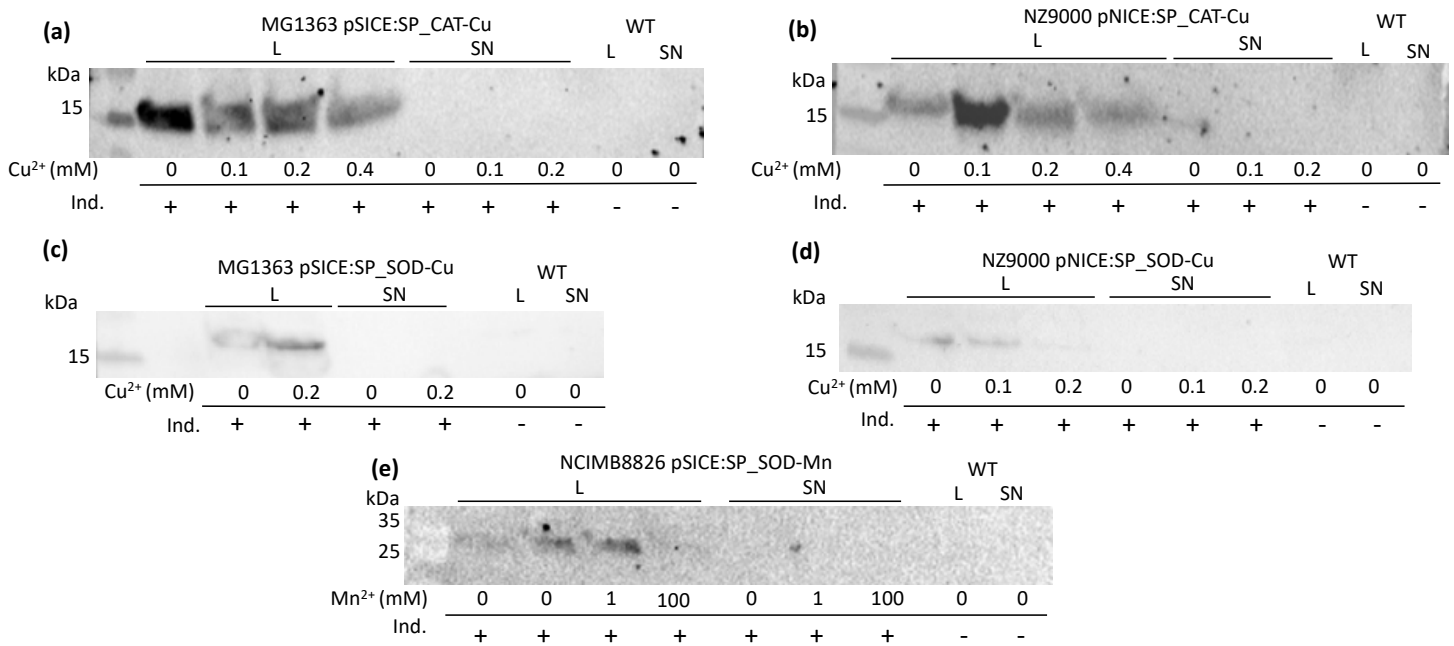 (a)
MG1363 pSICE:SP_CAT-Cu
WT
L SN L SN
kDa
15
Cu²⁺ (mM) 0 0.1 0.2 0.4 0 0.1 0.2 0 0
Ind. + + + + + + + - -
(b)
NZ9000 pNICE:SP_CAT-Cu
WT
L SN L SN
kDa
15
Cu²⁺ (mM) 0 0.1 0.2 0.4 0 0.1 0.2 0 0
Ind. + + + + + + + - -
(c)
MG1363 pSICE:SP_SOD-Cu
WT
L SN L SN
kDa
15
Cu²⁺ (mM) 0 0.2 0 0.2 0 0
Ind. + + + + - -
(d)
NZ9000 pNICE:SP_SOD-Cu
WT
L SN L SN
kDa
15
Cu²⁺ (mM) 0 0.1 0.2 0 0.1 0.2 0 0
Ind. + + + + + + - -
(e)
NCIMB8826 pSICE:SP_SOD-Mn
WT
L SN L SN
kDa
35
25
Mn²⁺ (mM) 0 0 1 100 0 1 100 0 0
Ind. + + + + + + + - -